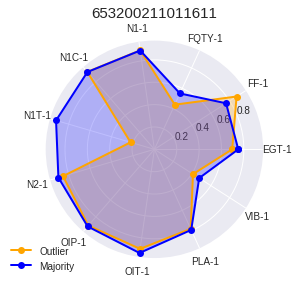 653200211011611
N1-1
FQTY-1
N1C-1
FF-1
0.8
N1T-1
0.6
0.4
0.2
EGT-1
N2-1
VIB-1
OIP-1
PLA-1
OIT-1
Outlier
Majority